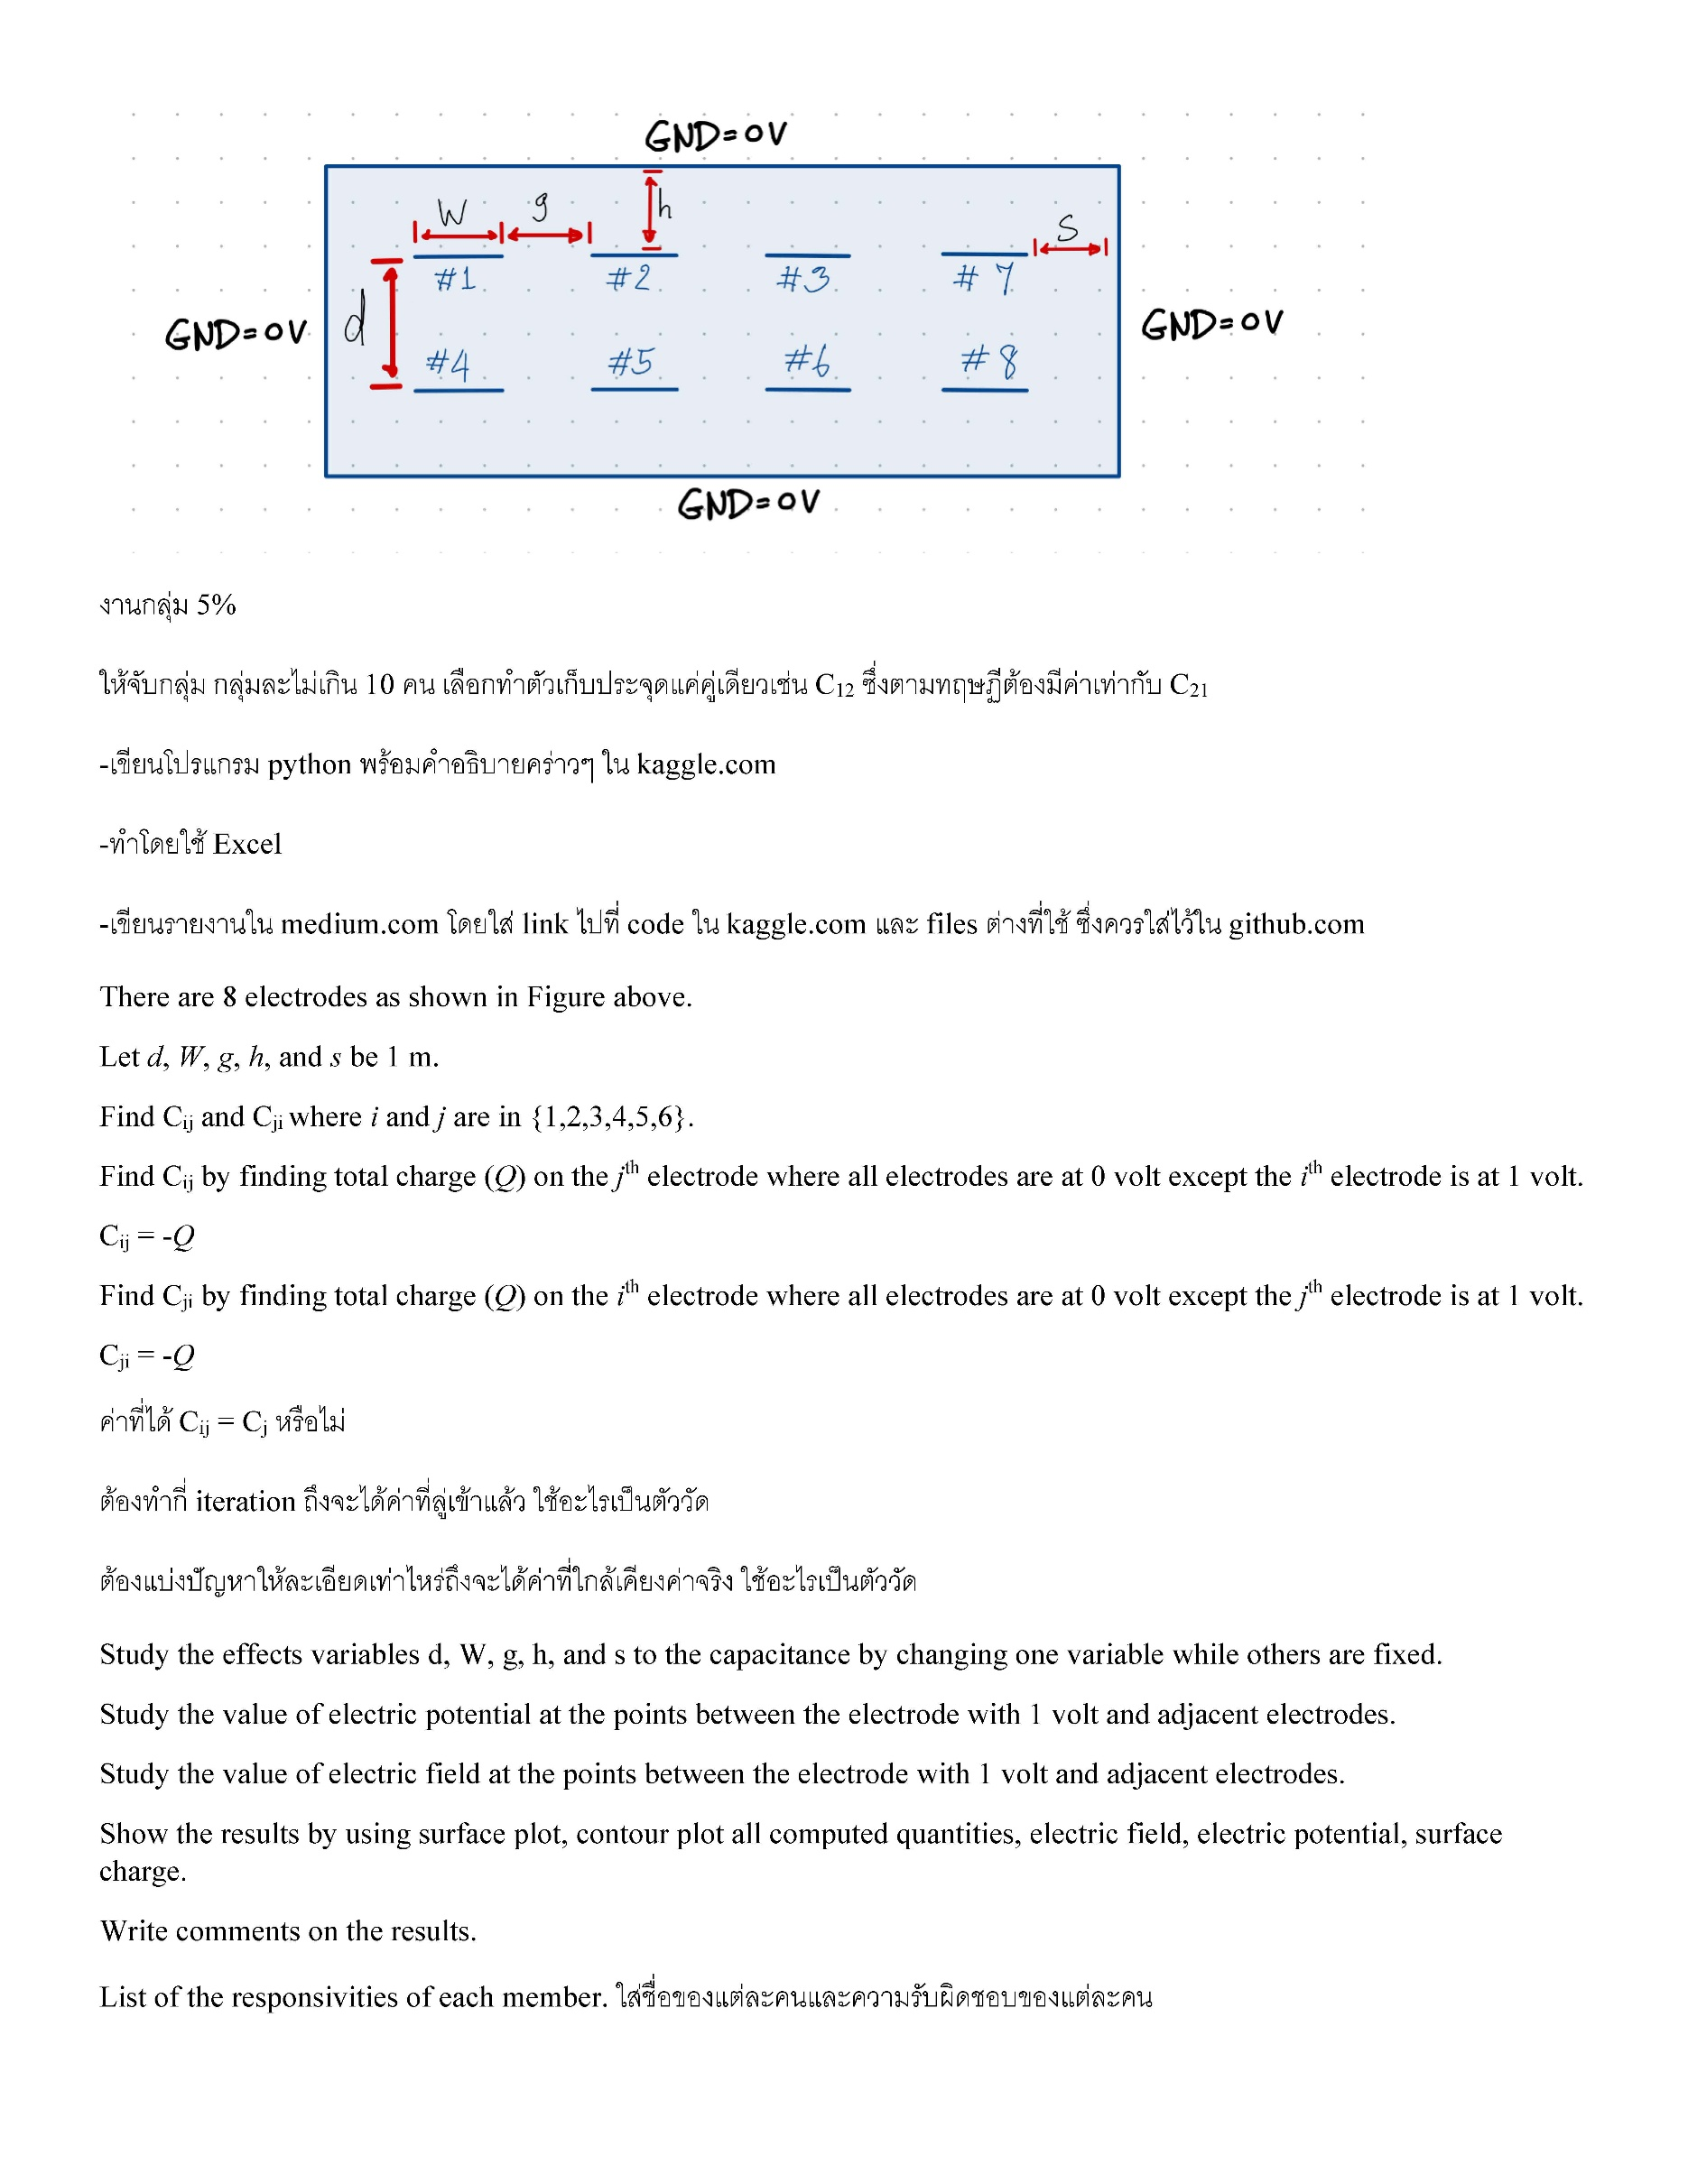 GND=0V
W g h S
#1 #2 #3 #7
d
GND=0V GND=0V
#4 #5 #6 #8
GND=0V
งานกลุ่ม 5%
ให้จับกลุ่ม กลุ่มละไม่เกิน 10 คน เลือกทำตัวเก็บประจุดแค่คู่เดียวเช่น C12 ซึ่งตามทฤษฎีต้องมีค่าเท่ากับ C21
-เขียนโปรแกรม python พร้อมคำอธิบายคร่าวๆ ใน kaggle.com
-ทำโดยใช้ Excel
-เขียนรายงานใน medium.com โดยใส่ link ไปที่ code ใน kaggle.com และ files ต่างที่ใช้ ซึ่งควรใส่ไว้ใน github.com
There are 8 electrodes as shown in Figure above.
Let d, W, g, h, and s be 1 m.
Find Cij and Cji where i and j are in {1,2,3,4,5,6}.
Find Cij by finding total charge (Q) on the jth electrode where all electrodes are at 0 volt except the ith electrode is at 1 volt.
Cij = -Q
Find Cji by finding total charge (Q) on the ith electrode where all electrodes are at 0 volt except the jth electrode is at 1 volt.
Cji = -Q
ค่าที่ได้ Cij = Cj หรือไม่
ต้องทำกี่ iteration ถึงจะได้ค่าที่ลู่เข้าแล้ว ใช้อะไรเป็นตัววัด
ต้องแบ่งปัญหาให้ละเอียดเท่าไหร่ถึงจะได้ค่าที่ใกล้เคียงค่าจริง ใช้อะไรเป็นตัววัด
Study the effects variables d, W, g, h, and s to the capacitance by changing one variable while others are fixed.
Study the value of electric potential at the points between the electrode with 1 volt and adjacent electrodes.
Study the value of electric field at the points between the electrode with 1 volt and adjacent electrodes.
Show the results by using surface plot, contour plot all computed quantities, electric field, electric potential, surface
charge.
Write comments on the results.
List of the responsivities of each member. ใส่ชื่อของแต่ละคนและความรับผิดชอบของแต่ละคน